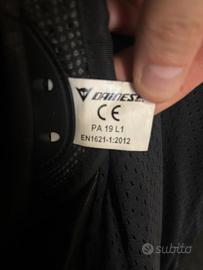 DAINESE
CE
PA 19 L1
EN1621-1:2012
subito